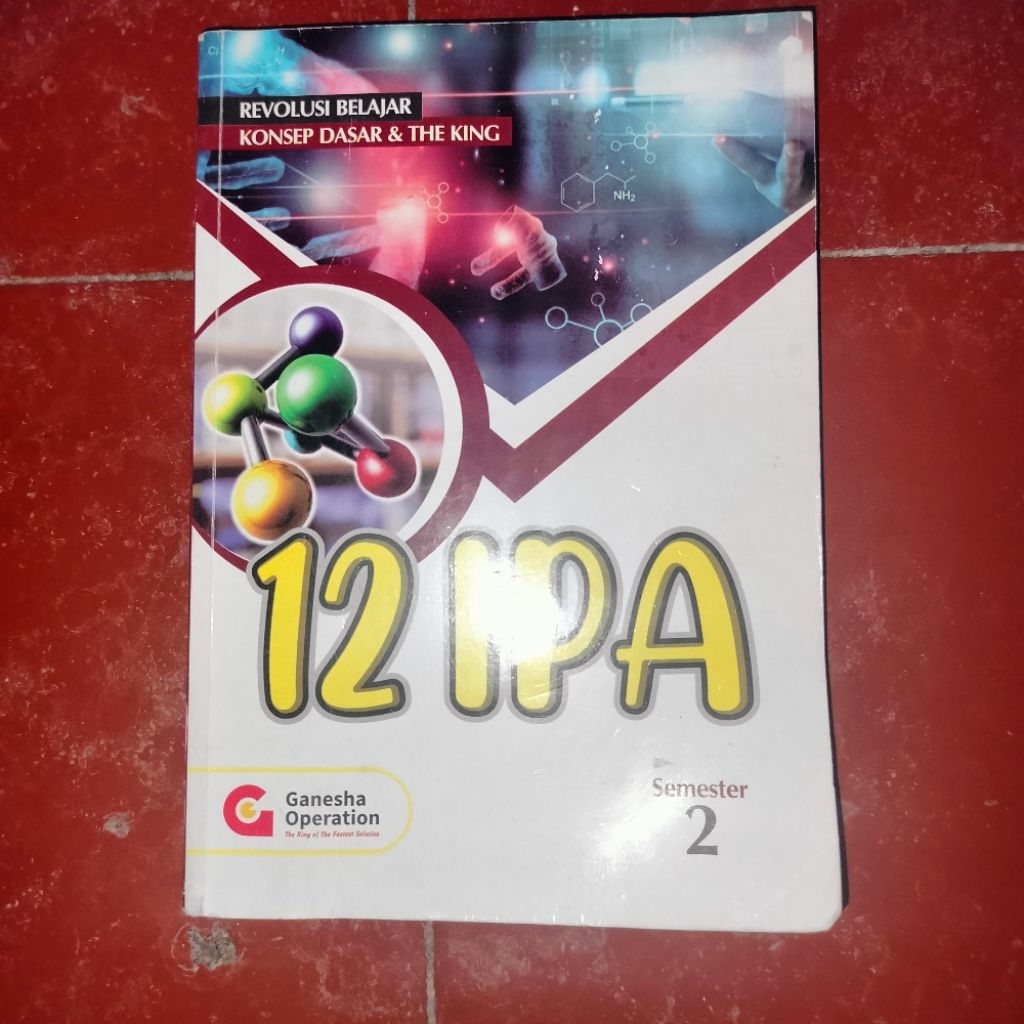 Cl
H
REVOLUSI BELAJAR
KONSEP DASAR & THE KING
NH₂
12 IPA
Ganesha
Operation
The King of The Fastest Solution
Semester
2